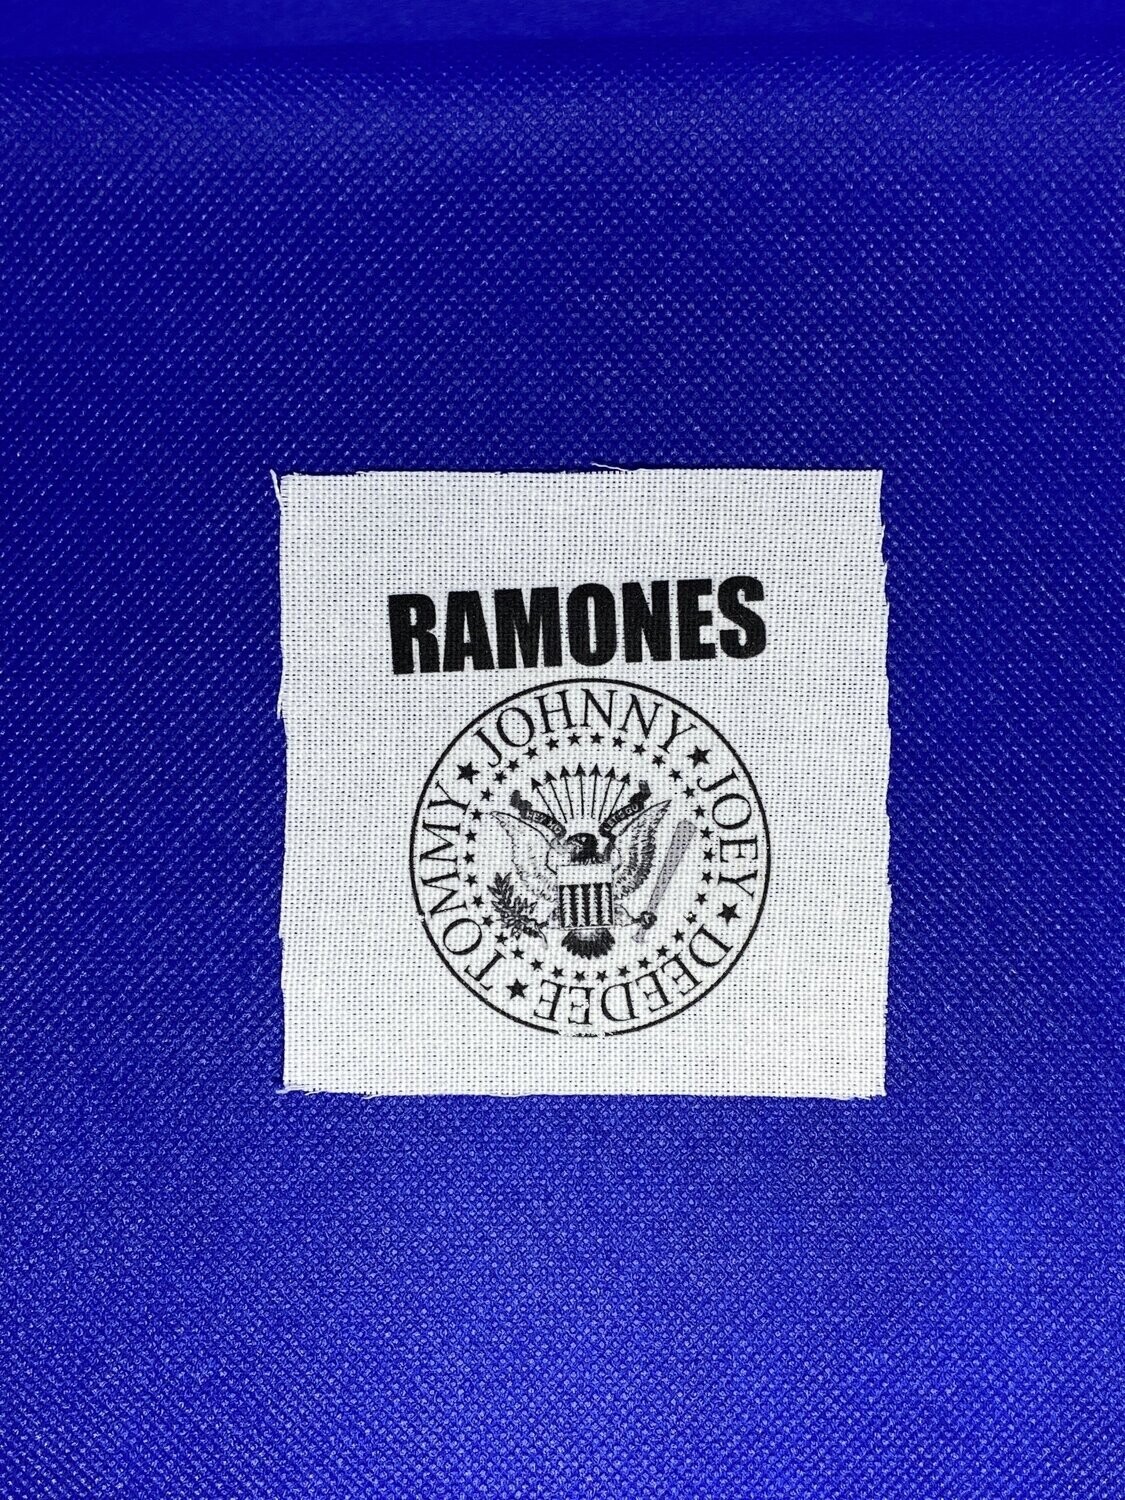 RAMONES
JOHNNY ★ JOEY ★ DEEDEE ★ TOMMY ★